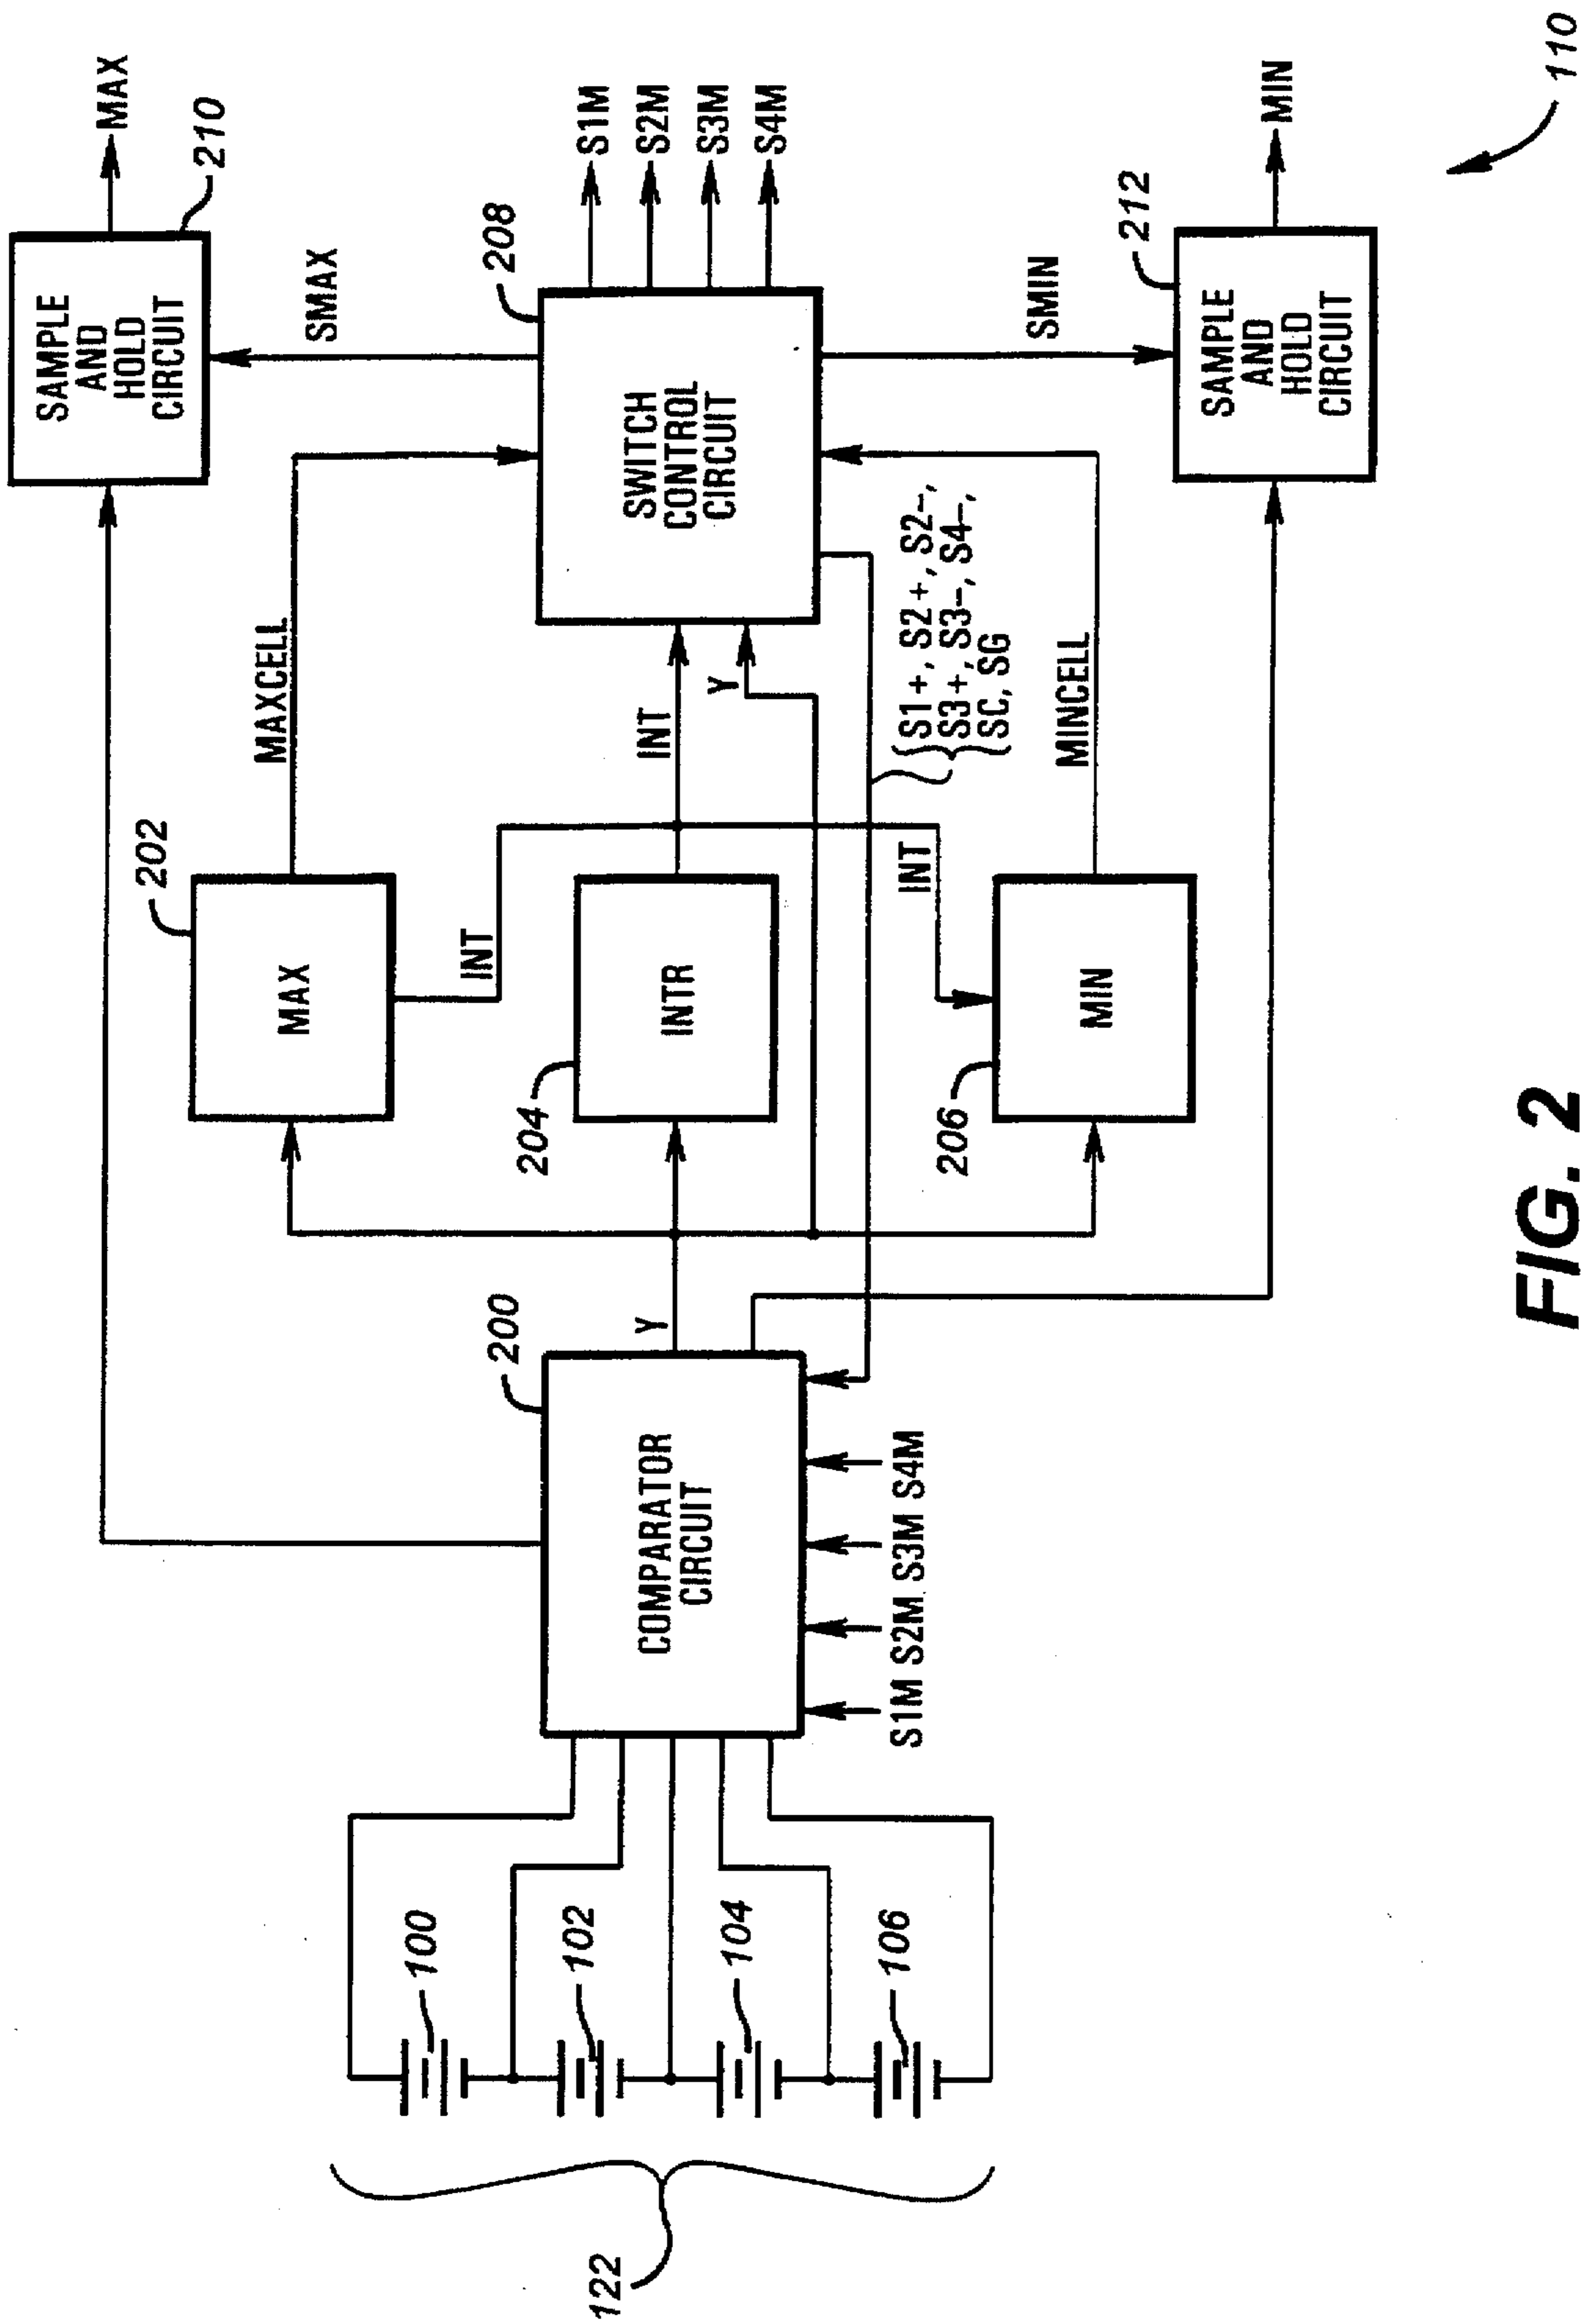 SAMPLE
AND
HOLD
CIRCUIT
MAX
210
SMAX
MAXCELL
202
MAX
INT
208
SWITCH
CONTROL
CIRCUIT
S1M
S2M
S3M
S4M
INT
Y
204
INTR
INT
S1+, S2+, S2-,
S3+, S3-, S4-,
SC, SG
MINCELL
206
MIN
SMIN
212
SAMPLE
AND
HOLD
CIRCUIT
MIN
110
200
Y
COMPARATOR
CIRCUIT
S1M S2M S3M S4M
100
102
104
106
122
FIG. 2